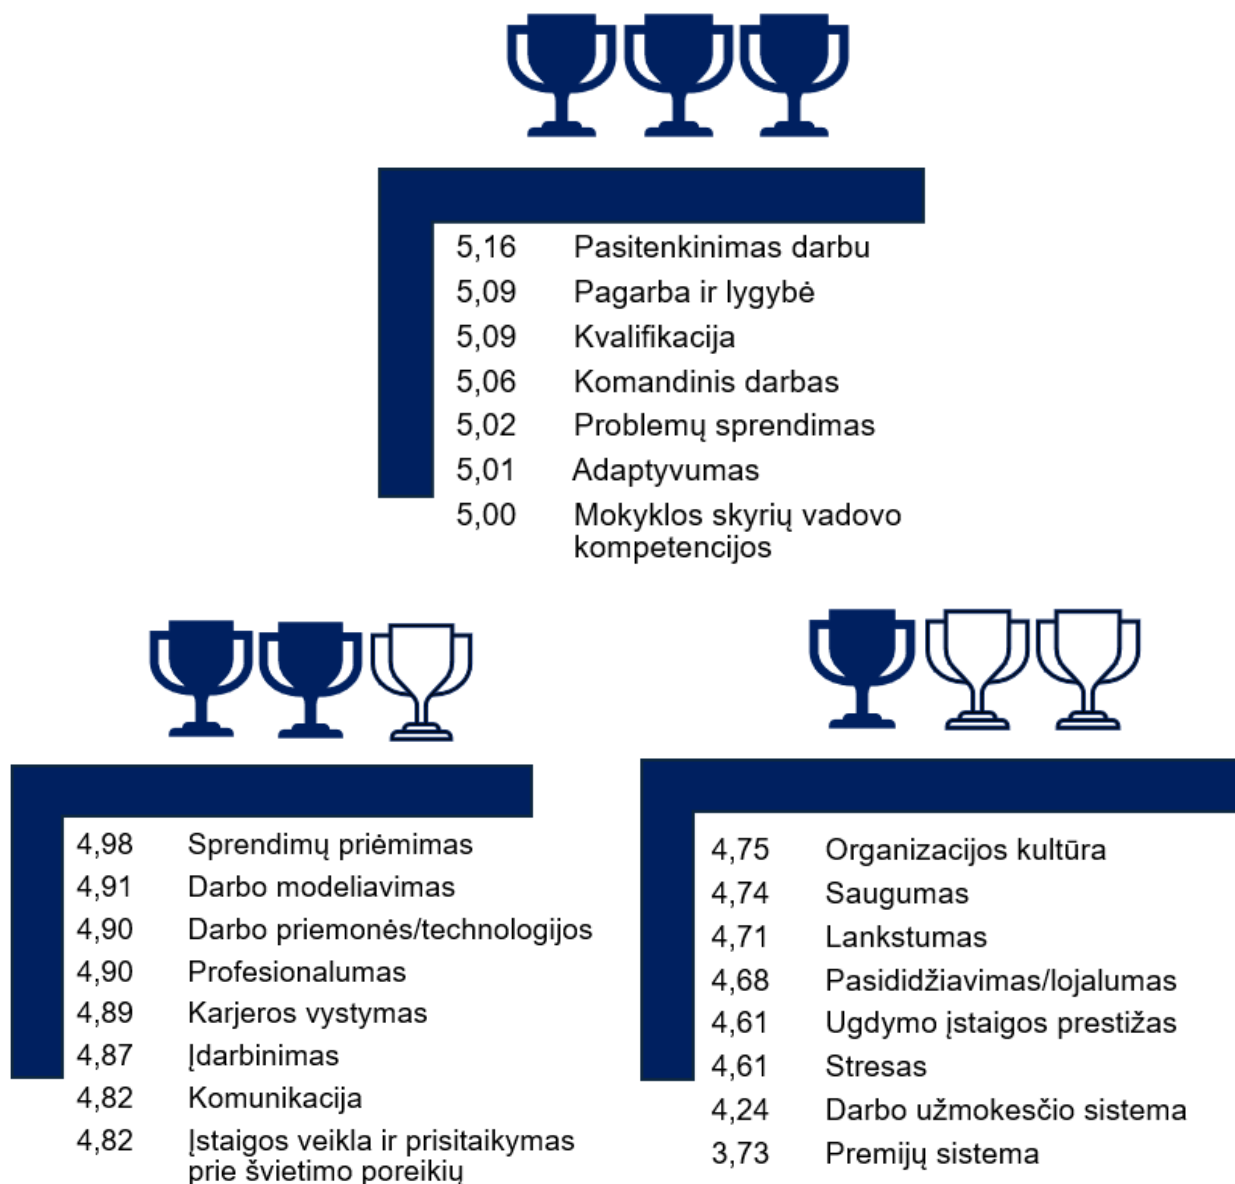 5,16 Pasitenkinimas darbu
5,09 Pagarba ir lygybė
5,09 Kvalifikacija
5,06 Komandinis darbas
5,02 Problemų sprendimas
5,01 Adaptyvumas
5,00 Mokyklos skyrių vadovo
kompetencijos
4,98 Sprendimų priėmimas
4,91 Darbo modeliavimas
4,90 Darbo priemonės/technologijos
4,90 Profesionalumas
4,89 Karjeros vystymas
4,87 Įdarbinimas
4,82 Komunikacija
4,82 Įstaigos veikla ir prisitaikymas
prie švietimo poreikių
4,75 Organizacijos kultūra
4,74 Saugumas
4,71 Lankstumas
4,68 Pasididžiavimas/lojalumas
4,61 Ugdymo įstaigos prestižas
4,61 Stresas
4,24 Darbo užmokesčio sistema
3,73 Premijų sistema